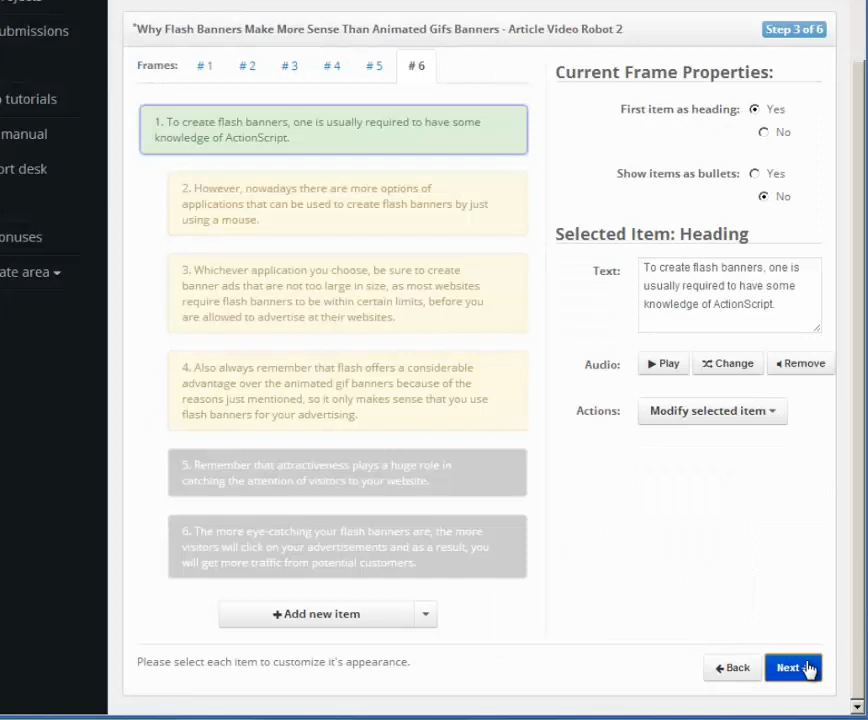 rojects
ubmissions
tutorials
manual
ort desk
onuses
ate area
"Why Flash Banners Make More Sense Than Animated Gifs Banners - Article Video Robot 2
Step 3 of 6
Frames: # 1 # 2 # 3 # 4 # 5 # 6
1. To create flash banners, one is usually required to have some
knowledge of ActionScript.
2. However, nowadays there are more options of
applications that can be used to create flash banners by just
using a mouse.
3. Whichever application you choose, be sure to create
banner ads that are not too large in size, as most websites
require flash banners to be within certain limits, before you
are allowed to advertise at their websites.
4. Also always remember that flash offers a considerable
advantage over the animated gif banners because of the
reasons just mentioned, so it only makes sense that you use
flash banners for your advertising.
5. Remember that attractiveness plays a huge role in
catching the attention of visitors to your website.
6. The more eye-catching your flash banners are, the more
visitors will click on your advertisements and as a result, you
will get more traffic from potential customers.
Add new item
Current Frame Properties:
First item as heading: Yes
No
Show items as bullets: Yes
No
Selected Item: Heading
Text:
To create flash banners, one is
usually required to have some
knowledge of ActionScript.
Audio: Play Change Remove
Actions: Modify selected item
Please select each item to customize it's appearance.
Back Next